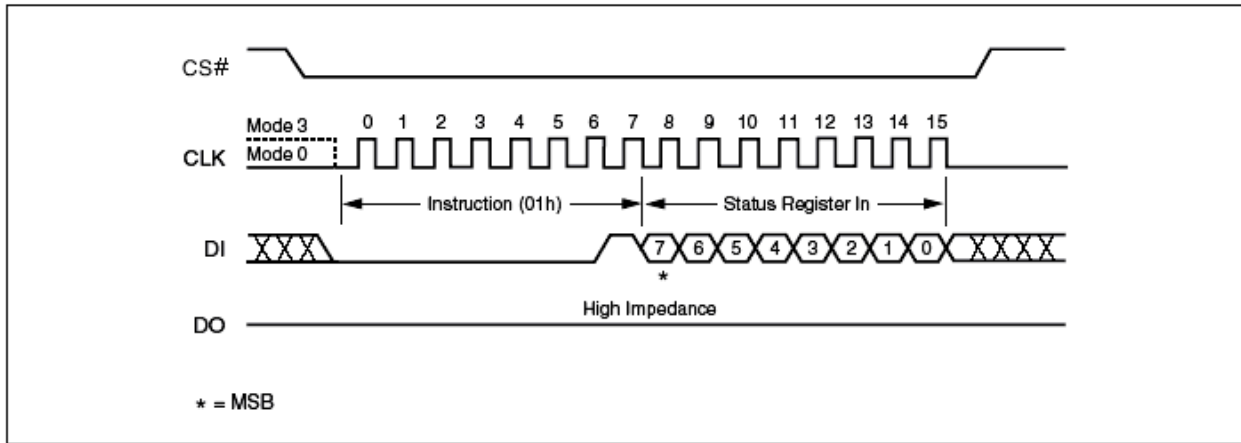 CS#
Mode 3
0 1 2 3 4 5 6 7 8 9 10 11 12 13 14 15
CLK
Mode 0
Instruction (01h)
Status Register In
DI
7 6 5 4 3 2 1 0
*
High Impedance
DO
* = MSB